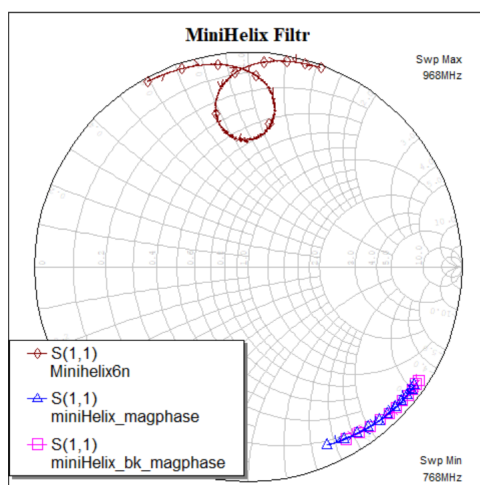 MiniHelix Filtr
Swp Max
968MHz
S(1,1)
Minihelix6n
S(1,1)
miniHelix_magphase
S(1,1)
miniHelix_bk_magphase
Swp Min
768MHz